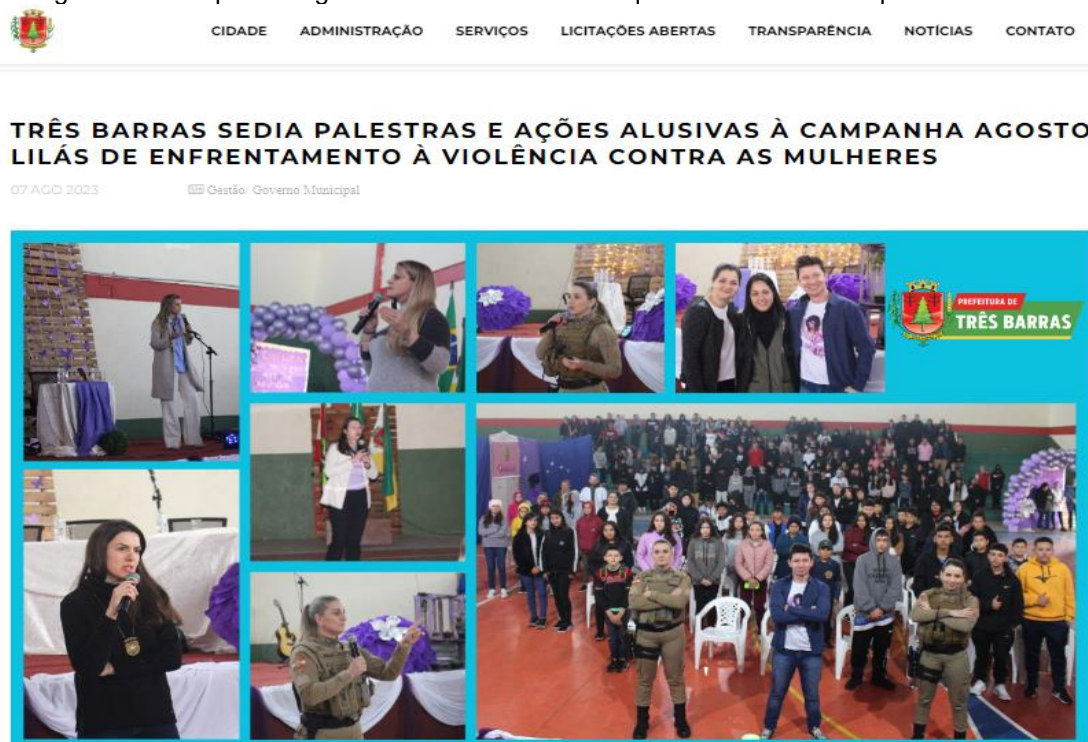 CIDADE ADMINISTRAÇÃO SERVIÇOS LICITAÇÕES ABERTAS TRANSPARÊNCIA NOTÍCIAS CONTATO
TRÊS BARRAS SEDIA PALESTRAS E AÇÕES ALUSIVAS À CAMPANHA AGOSTO
LILÁS DE ENFRENTAMENTO À VIOLÊNCIA CONTRA AS MULHERES
07 AGO 2023 Gestão/ Governo Municipal
PREFEITURA DE
TRÊS BARRAS